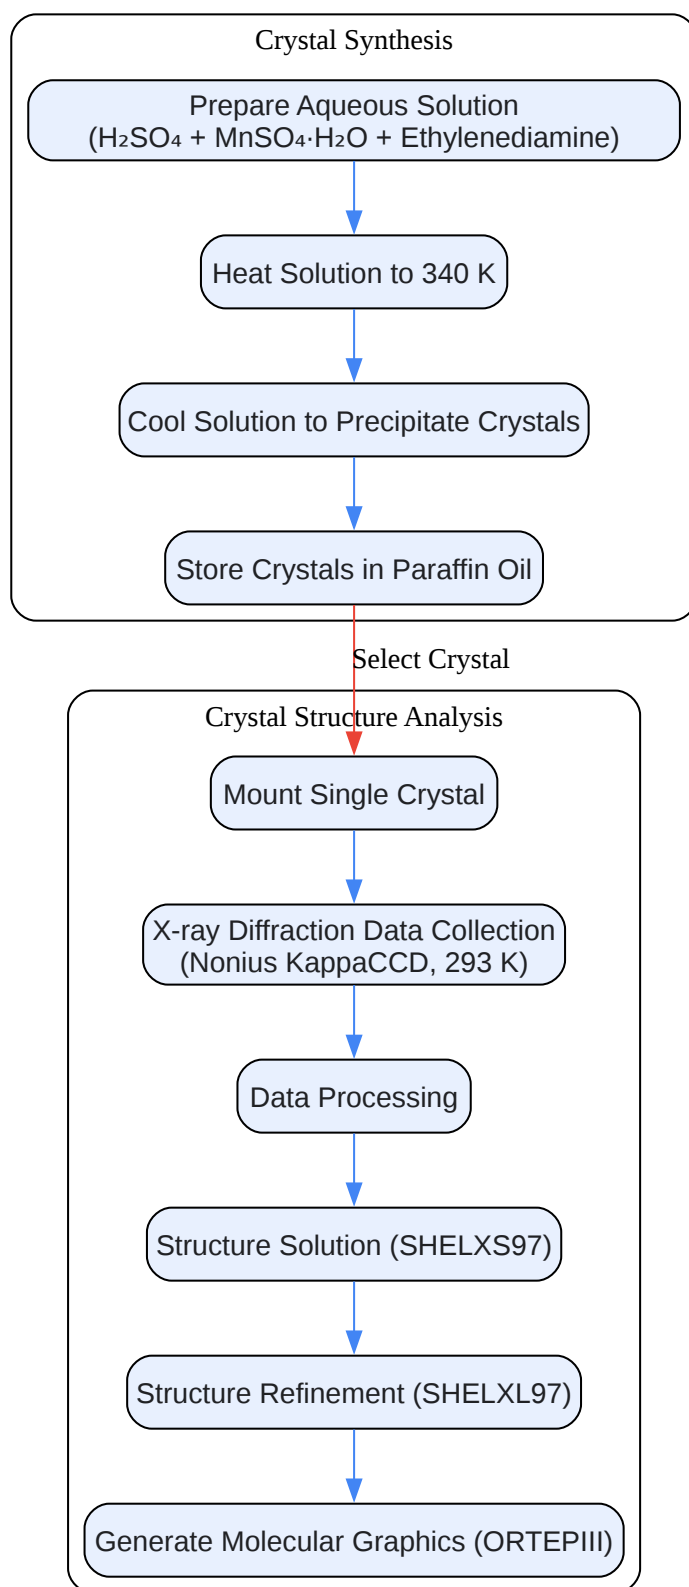 Crystal Synthesis
Prepare Aqueous Solution
(H₂SO₄ + MnSO₄·H₂O + Ethylenediamine)
Heat Solution to 340 K
Cool Solution to Precipitate Crystals
Store Crystals in Paraffin Oil
Select Crystal
Crystal Structure Analysis
Mount Single Crystal
X-ray Diffraction Data Collection
(Nonius KappaCCD, 293 K)
Data Processing
Structure Solution (SHELXS97)
Structure Refinement (SHELXL97)
Generate Molecular Graphics (ORTEPIII)